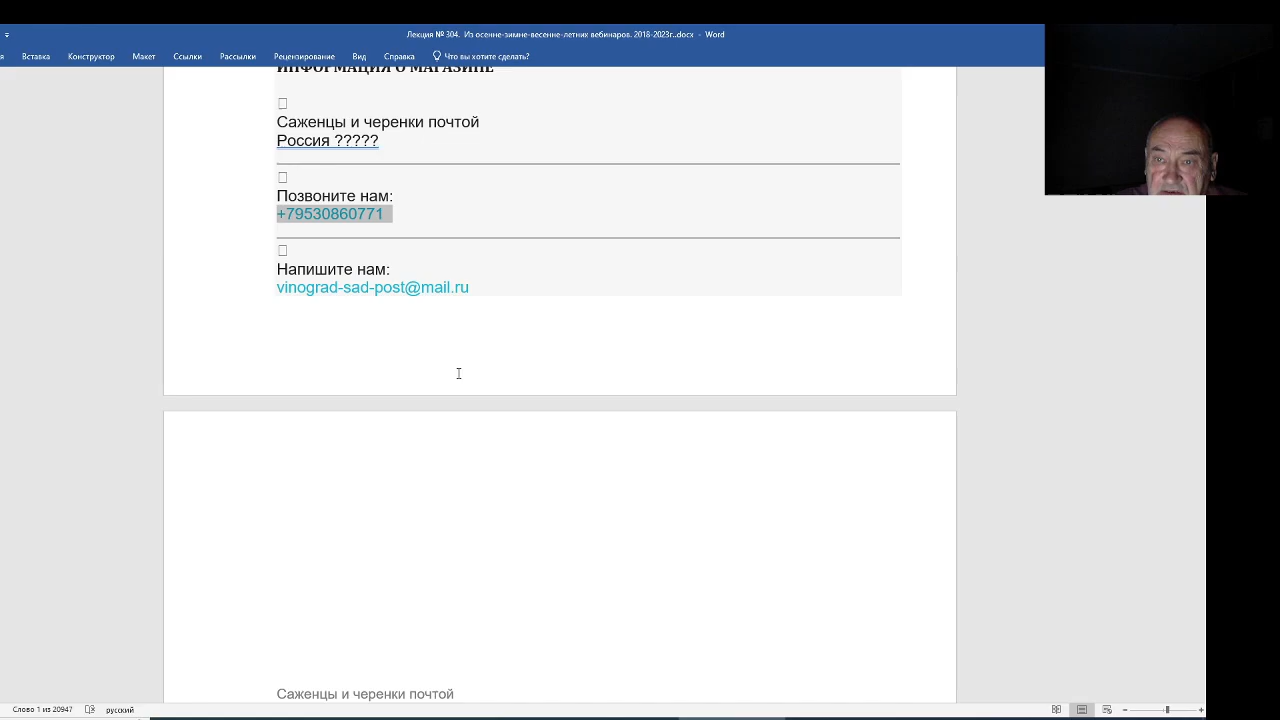 Лекция № 304. Из осенне-зимне-весенне-летних вебинаров. 2018-2023г..docx - Word
я Вставка Конструктор Макет Ссылки Рассылки Рецензирование Вид Справка Что вы хотите сделать?
ИНФОРМАЦИЯ О МАГАЗИНЕ
Саженцы и черенки почтой
Россия ?????
Позвоните нам:
+79530860771
Напишите нам:
vinograd-sad-post@mail.ru
Саженцы и черенки почтой
Слово 1 из 20947 русский